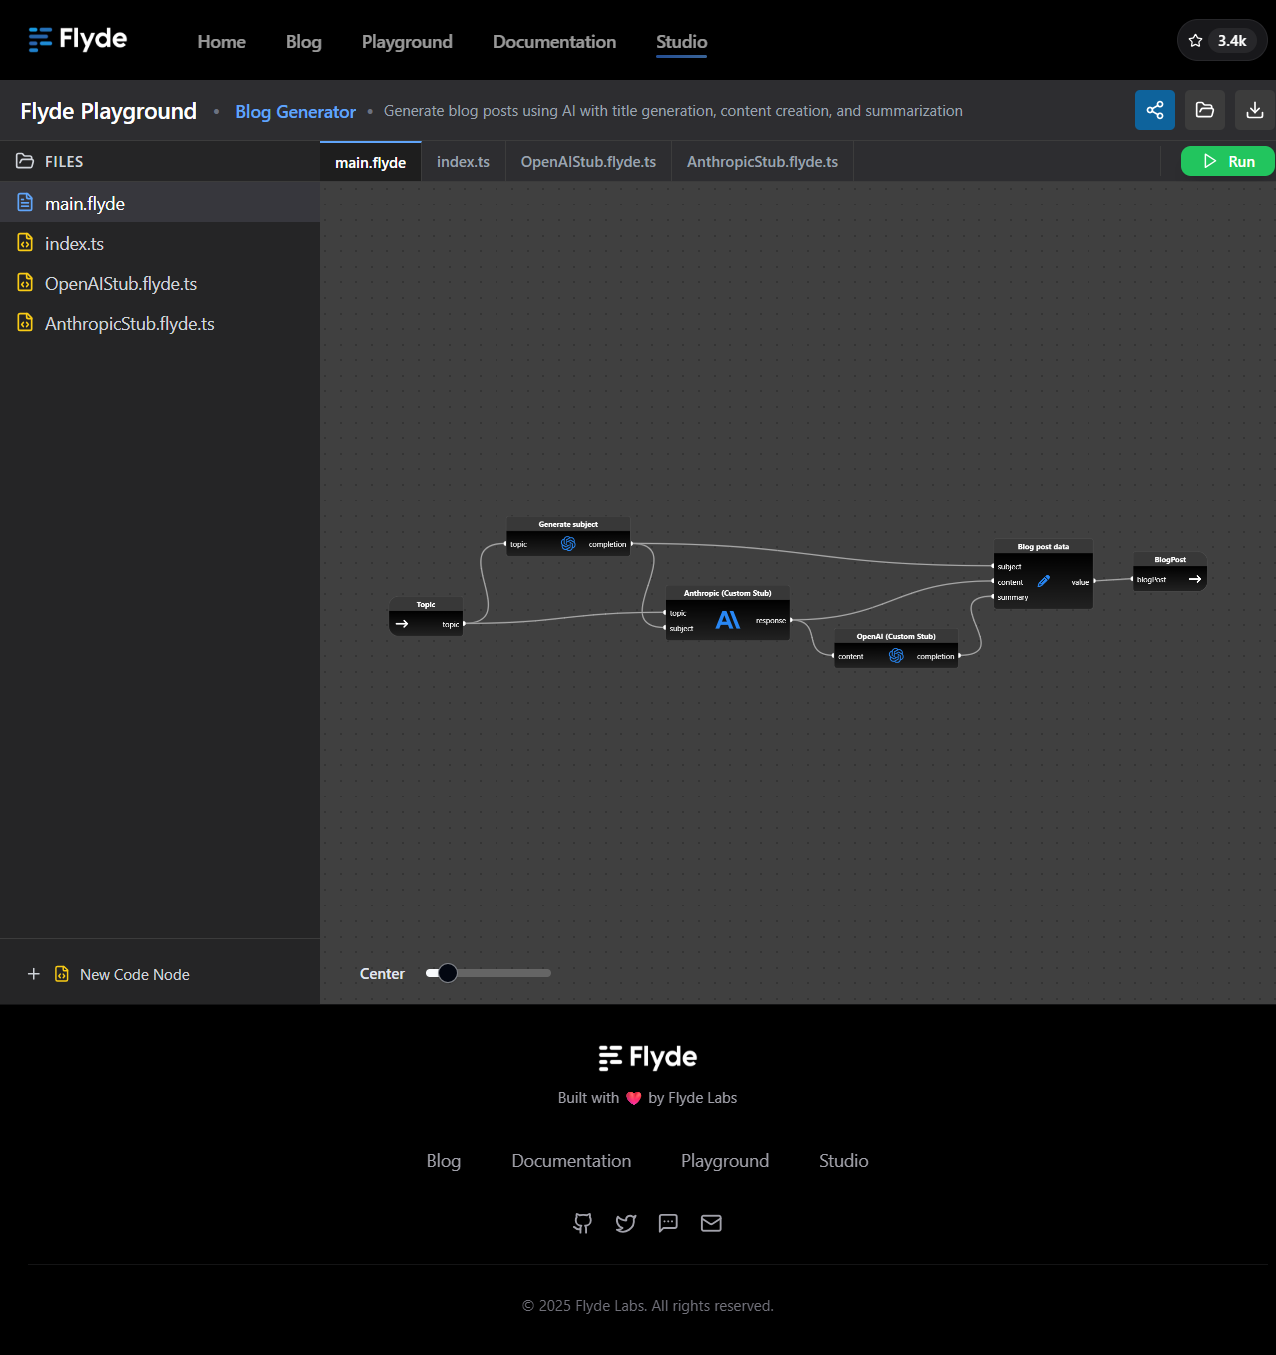 Flyde
Home
Blog
Playground
Documentation
Studio
3.4k
Flyde Playground • Blog Generator • Generate blog posts using AI with title generation, content creation, and summarization
FILES
main.flyde
index.ts
OpenAIStub.flyde.ts
AnthropicStub.flyde.ts
main.flyde
index.ts
OpenAIStub.flyde.ts
AnthropicStub.flyde.ts
Run
Generate subject
topic
completion
Topic
topic
Anthropic (Custom Stub)
topic
subject
response
OpenAI (Custom Stub)
content
completion
Blog post data
subject
content
summary
value
BlogPost
blogPost
New Code Node
Center
Flyde
Built with ❤️ by Flyde Labs
Blog
Documentation
Playground
Studio
© 2025 Flyde Labs. All rights reserved.